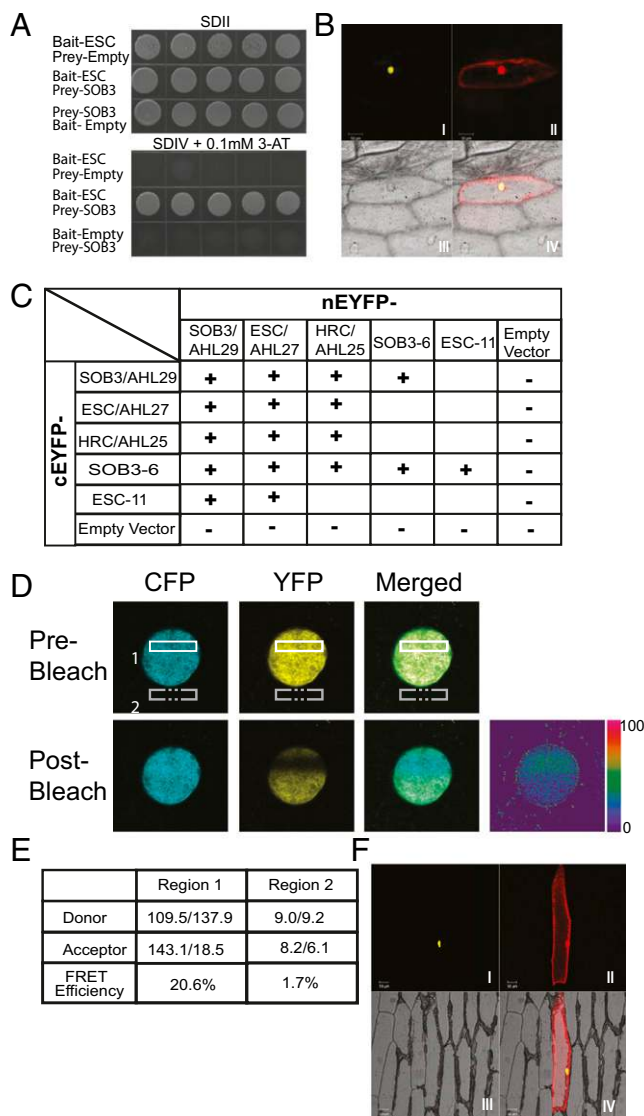 A
SDII
Bait-ESC
Prey-Empty
Bait-ESC
Prey-SOB3
Prey-SOB3
Bait- Empty
SDIV + 0.1mM 3-AT
Bait-ESC
Prey-Empty
Bait-ESC
Prey-SOB3
Bait-Empty
Prey-SOB3
B
I
II
III
IV
C
nEYFP-
SOB3/AHL29 ESC/AHL27 HRC/AHL25 SOB3-6 ESC-11 Empty Vector
cEYFP-
SOB3/AHL29 + + + + -
ESC/AHL27 + + + -
HRC/AHL25 + + + -
SOB3-6 + + + + + -
ESC-11 + + -
Empty Vector - - - - - -
D
CFP YFP Merged
Pre-Bleach
1
2
Post-Bleach
100
0
E
Region 1 Region 2
Donor 109.5/137.9 9.0/9.2
Acceptor 143.1/18.5 8.2/6.1
FRET Efficiency 20.6% 1.7%
F
I
II
III
IV